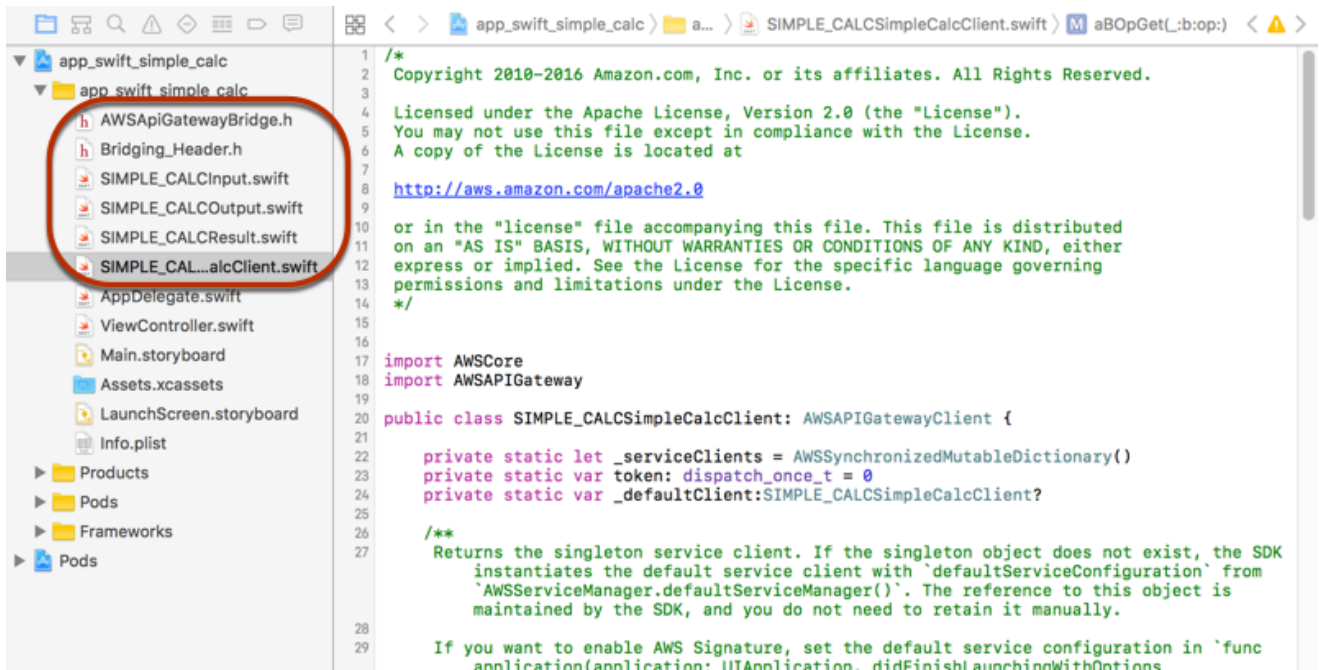 app_swift_simple_calc
a...
SIMPLE_CALCSimpleCalcClient.swift
M
aBOpGet(_:b:op:)
app_swift_simple_calc
app_swift_simple_calc
h AWSApiGatewayBridge.h
h Bridging_Header.h
SIMPLE_CALCInput.swift
SIMPLE_CALCOutput.swift
SIMPLE_CALCResult.swift
SIMPLE_CAL...alcClient.swift
AppDelegate.swift
ViewController.swift
Main.storyboard
Assets.xcassets
LaunchScreen.storyboard
Info.plist
Products
Pods
Frameworks
Pods
1 /*
2 Copyright 2010-2016 Amazon.com, Inc. or its affiliates. All Rights Reserved.
3
4 Licensed under the Apache License, Version 2.0 (the "License").
5 You may not use this file except in compliance with the License.
6 A copy of the License is located at
7
8 http://aws.amazon.com/apache2.0
9
10 or in the "license" file accompanying this file. This file is distributed
11 on an "AS IS" BASIS, WITHOUT WARRANTIES OR CONDITIONS OF ANY KIND, either
12 express or implied. See the License for the specific language governing
13 permissions and limitations under the License.
14 */
15
16
17 import AWSCore
18 import AWSAPIGateway
19
20 public class SIMPLE_CALCSimpleCalcClient: AWSAPIGatewayClient {
21
22 private static let _serviceClients = AWSSynchronizedMutableDictionary()
23 private static var token: dispatch_once_t = 0
24 private static var _defaultClient:SIMPLE_CALCSimpleCalcClient?
25
26 /**
27 Returns the singleton service client. If the singleton object does not exist, the SDK
instantiates the default service client with `defaultServiceConfiguration` from
`AWSServiceManager.defaultServiceManager()`. The reference to this object is
maintained by the SDK, and you do not need to retain it manually.
28
29 If you want to enable AWS Signature, set the default service configuration in `func
application(application: UIApplication, didFinishLaunchingWithOptions